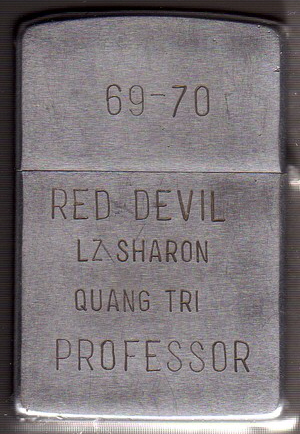 69-70
RED DEVIL
LZ SHARON
QUANG TRI
PROFESSOR